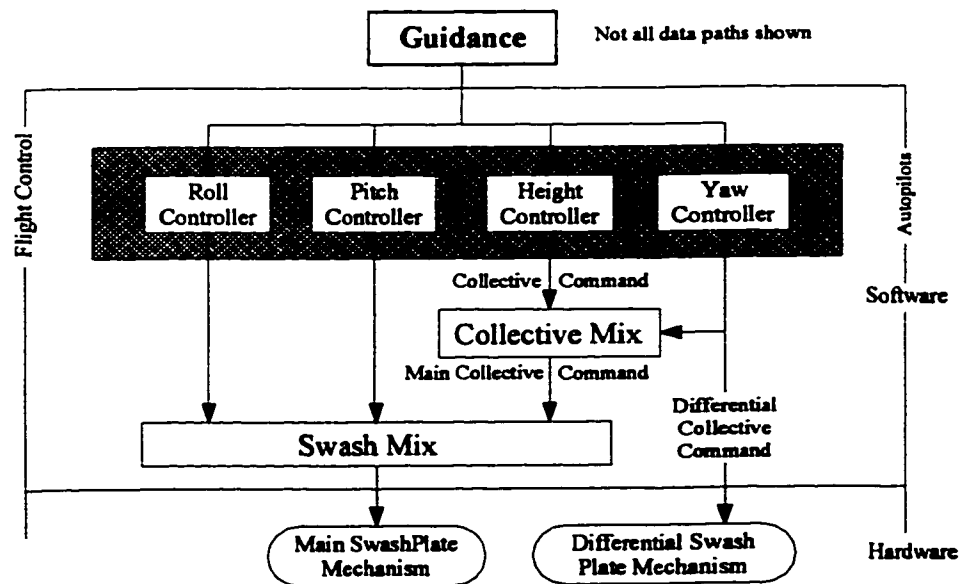 Guidance
Not all data paths shown
Flight Control
Autopilots
Roll
Controller
Pitch
Controller
Height
Controller
Yaw
Controller
Software
Collective Command
Collective Mix
Main Collective Command
Differential
Collective
Command
Swash Mix
Main SwashPlate
Mechanism
Differential Swash
Plate Mechanism
Hardware